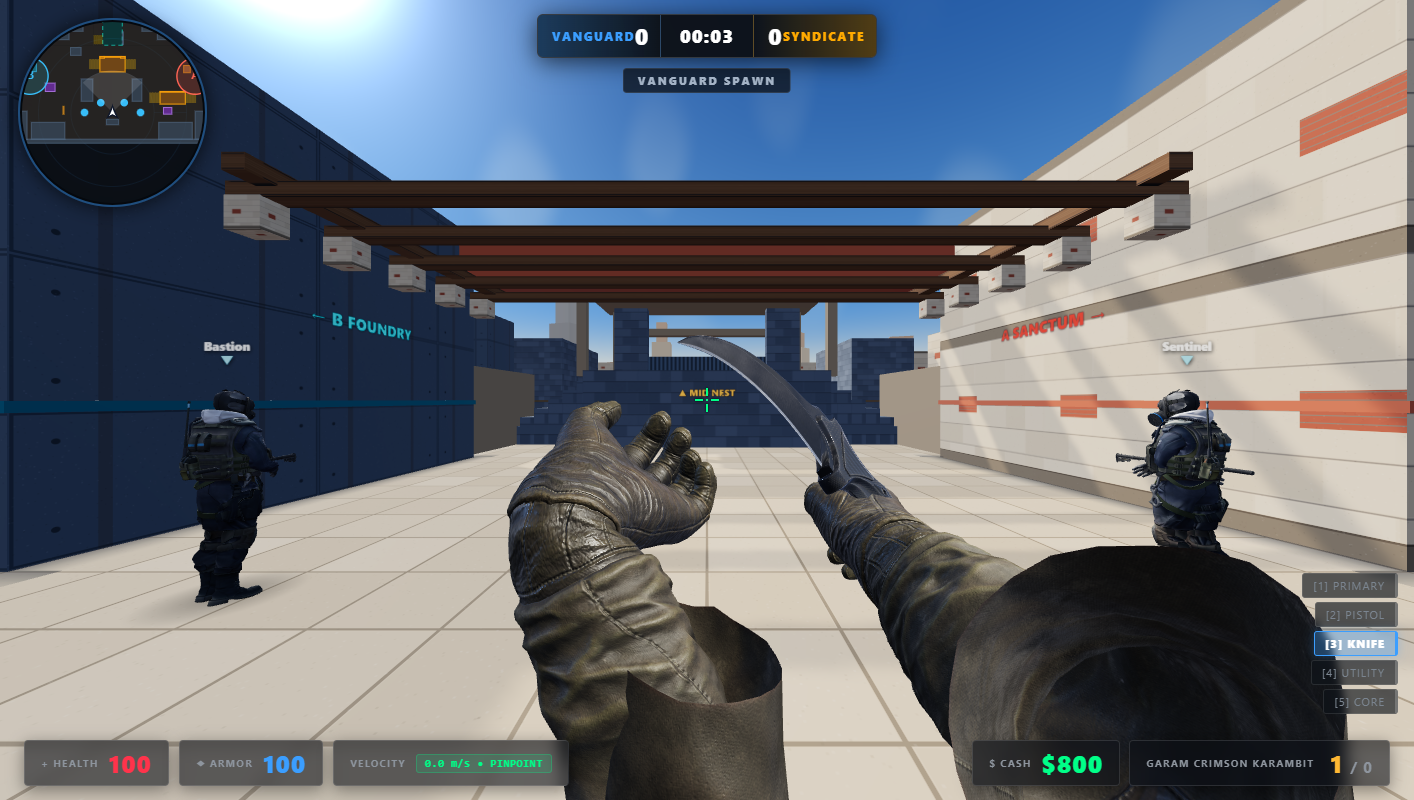 VANGUARD 0 00:03 0 SYNDICATE
VANGUARD SPAWN
B
A
← B FOUNDRY
A SANCTUM →
Bastion
Sentinel
▲ MID NEST
[1] PRIMARY
[2] PISTOL
[3] KNIFE
[4] UTILITY
[5] CORE
+ HEALTH 100
◆ ARMOR 100
VELOCITY 0.0 m/s • PINPOINT
$ CASH $800
GARAM CRIMSON KARAMBIT 1 / 0